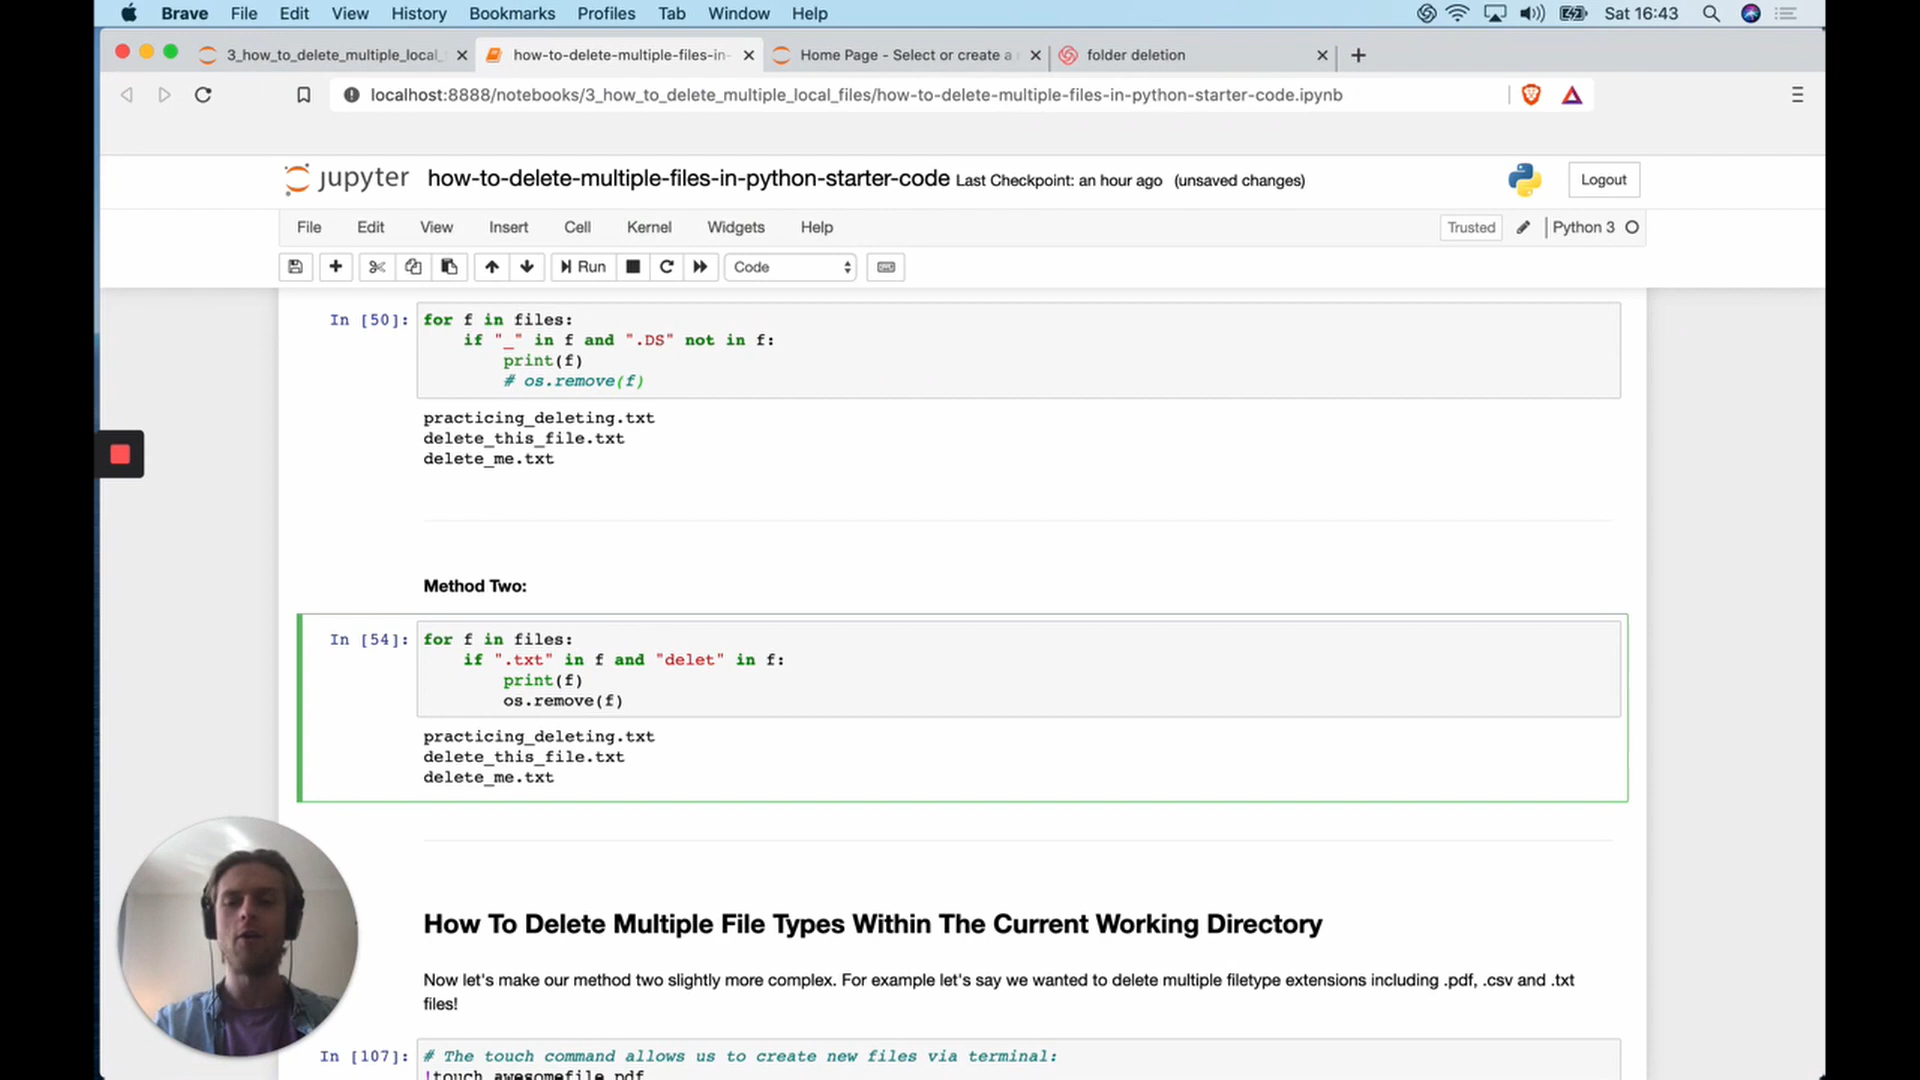 Brave File Edit View History Bookmarks Profiles Tab Window Help Sat 16:43
3_how_to_delete_multiple_local_ how-to-delete-multiple-files-in- Home Page - Select or create a folder deletion
localhost:8888/notebooks/3_how_to_delete_multiple_local_files/how-to-delete-multiple-files-in-python-starter-code.ipynb
jupyter how-to-delete-multiple-files-in-python-starter-code Last Checkpoint: an hour ago (unsaved changes) Logout
File Edit View Insert Cell Kernel Widgets Help Trusted Python 3
Run Code
In [50]: for f in files:
if "_" in f and ".DS" not in f:
print(f)
# os.remove(f)
practicing_deleting.txt
delete_this_file.txt
delete_me.txt
Method Two:
In [54]: for f in files:
if ".txt" in f and "delet" in f:
print(f)
os.remove(f)
practicing_deleting.txt
delete_this_file.txt
delete_me.txt
How To Delete Multiple File Types Within The Current Working Directory
Now let's make our method two slightly more complex. For example let's say we wanted to delete multiple filetype extensions including .pdf, .csv and .txt
files!
In [107]: # The touch command allows us to create new files via terminal:
!touch awesomefile.pdf